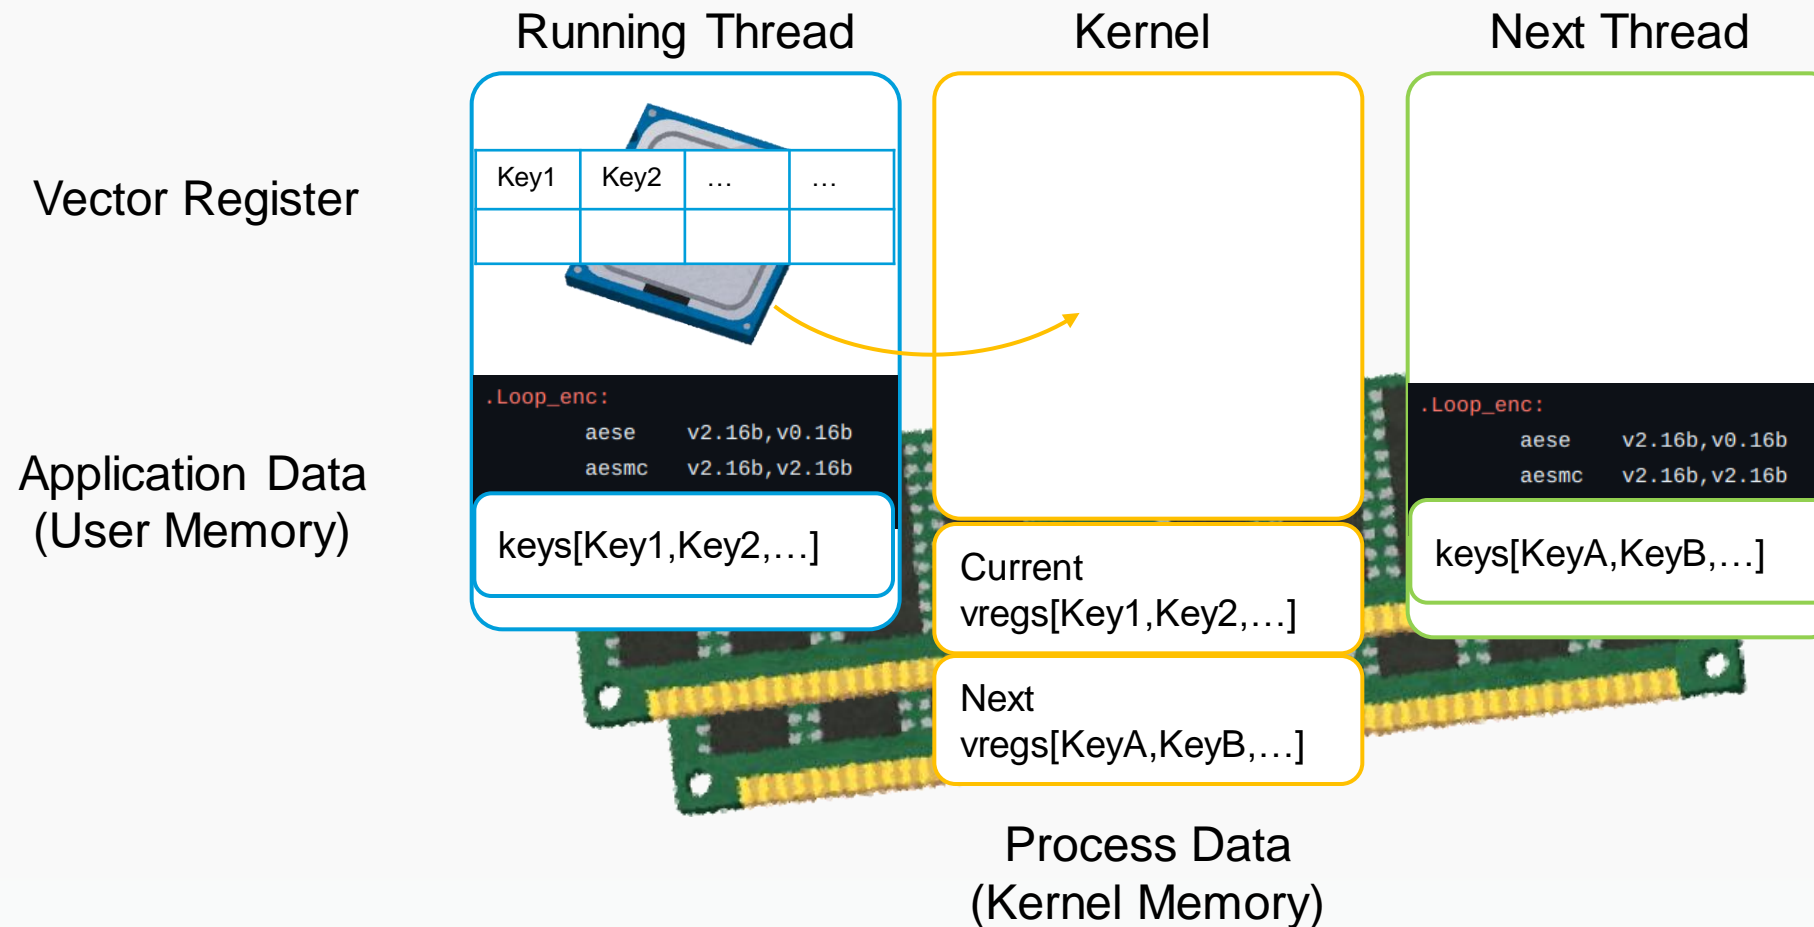 Running Thread
Kernel
Next Thread
Vector Register
Key1 Key2 … …
.Loop_enc:
aese v2.16b,v0.16b
aesmc v2.16b,v2.16b
.Loop_enc:
aese v2.16b,v0.16b
aesmc v2.16b,v2.16b
Application Data
(User Memory)
keys[Key1,Key2,…]
Current
vregs[Key1,Key2,…]
keys[KeyA,KeyB,…]
Next
vregs[KeyA,KeyB,…]
Process Data
(Kernel Memory)